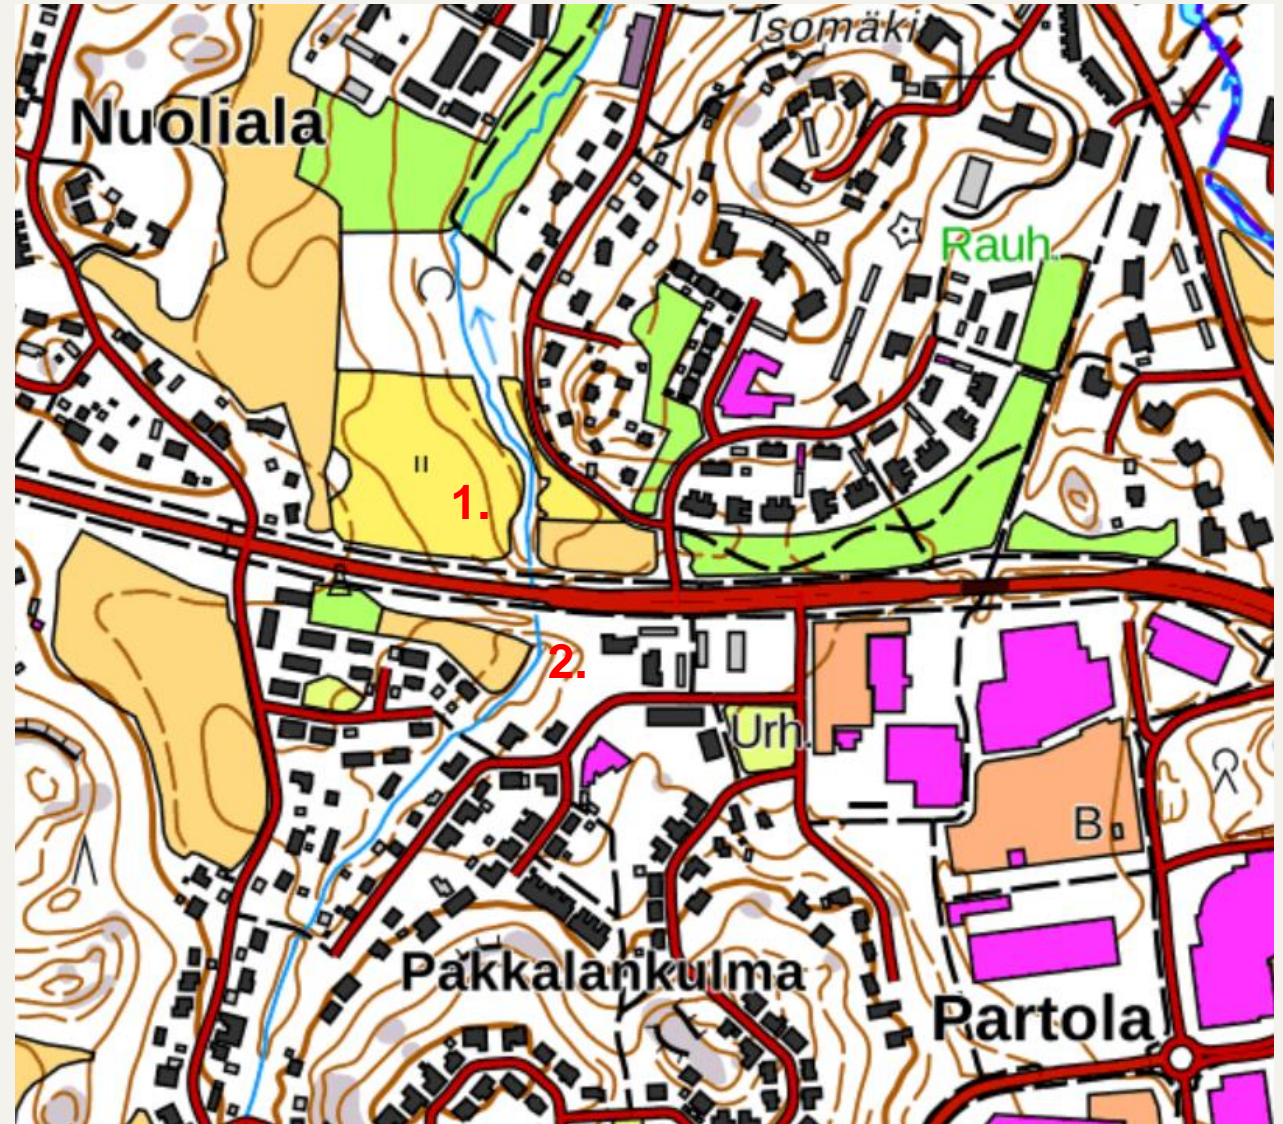 Isomäki
Nuoliala
Rauh.
1.
2.
Urh.
B
Pakkalankulma
Partola